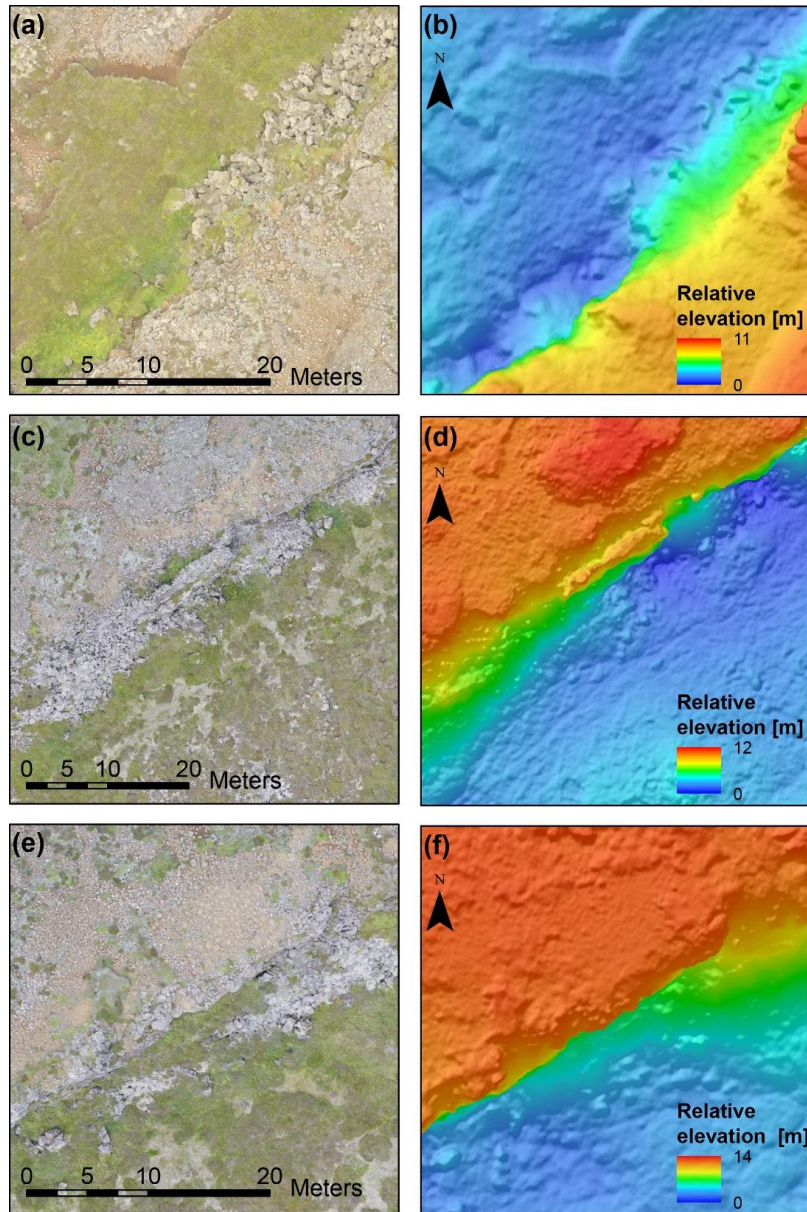 (a)
0 5 10 20
Meters
(b)
N
Relative
elevation [m]
11
0
(c)
0 5 10 20
Meters
(d)
N
Relative
elevation [m]
12
0
(e)
0 5 10 20
Meters
(f)
N
Relative
elevation [m]
14
0